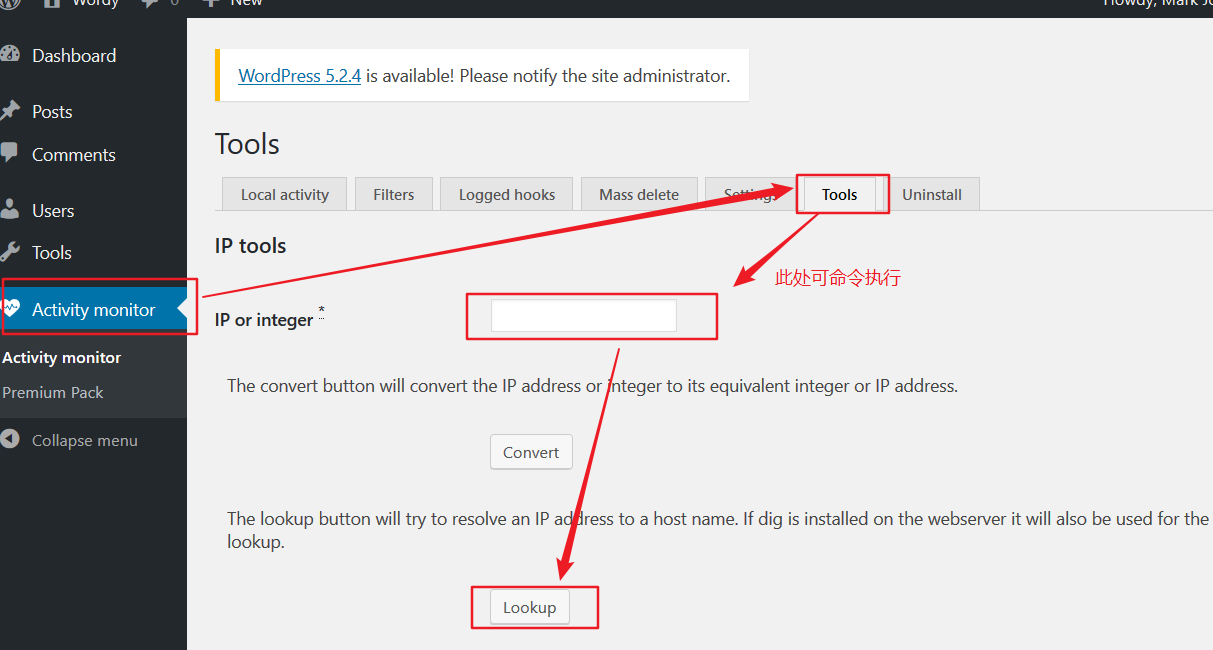 Wordy 0 New Howdy, Mark Jo
Dashboard
Posts
Comments
Users
Tools
Activity monitor
Activity monitor
Premium Pack
Collapse menu
WordPress 5.2.4 is available! Please notify the site administrator.
Tools
Local activity Filters Logged hooks Mass delete Settings Tools Uninstall
IP tools
此处可命令执行
IP or integer *
The convert button will convert the IP address or integer to its equivalent integer or IP address.
Convert
The lookup button will try to resolve an IP address to a host name. If dig is installed on the webserver it will also be used for the
lookup.
Lookup